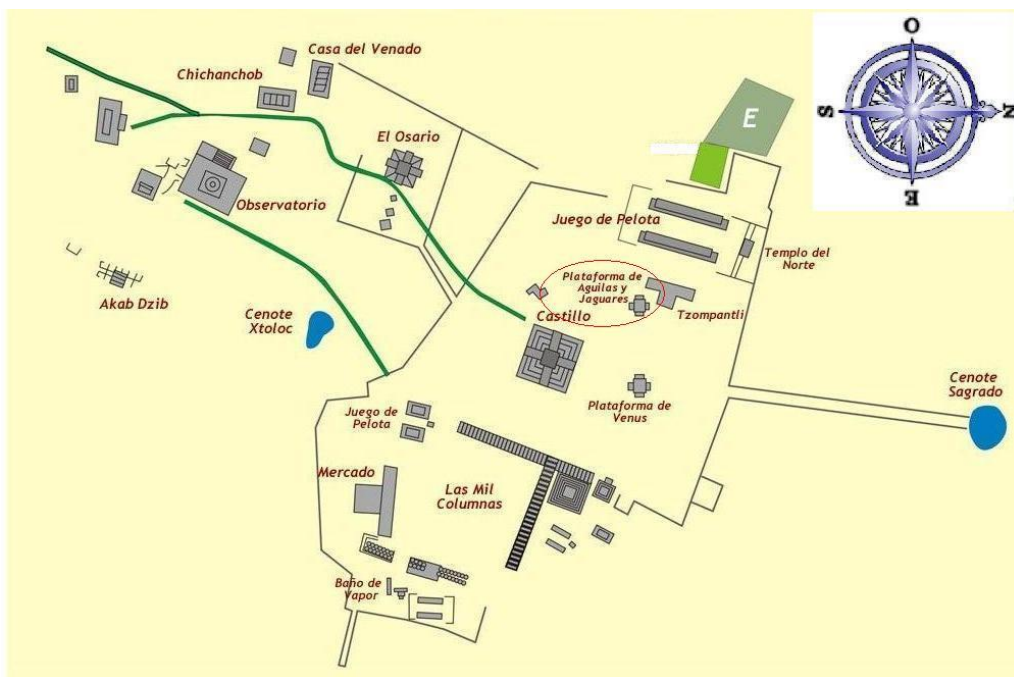 Casa del Venado
Chichanchob
El Osario
Observatorio
Akab Dzib
Cenote
Xtoloc
E
Juego de Pelota
Templo del
Norte
Plataforma de
Aguilas y
Jaguares
Tzompantli
Castillo
Plataforma de
Venus
Cenote
Sagrado
Juego de
Pelota
Mercado
Las Mil
Columnas
Baño de
Vapor
O
S
N
E